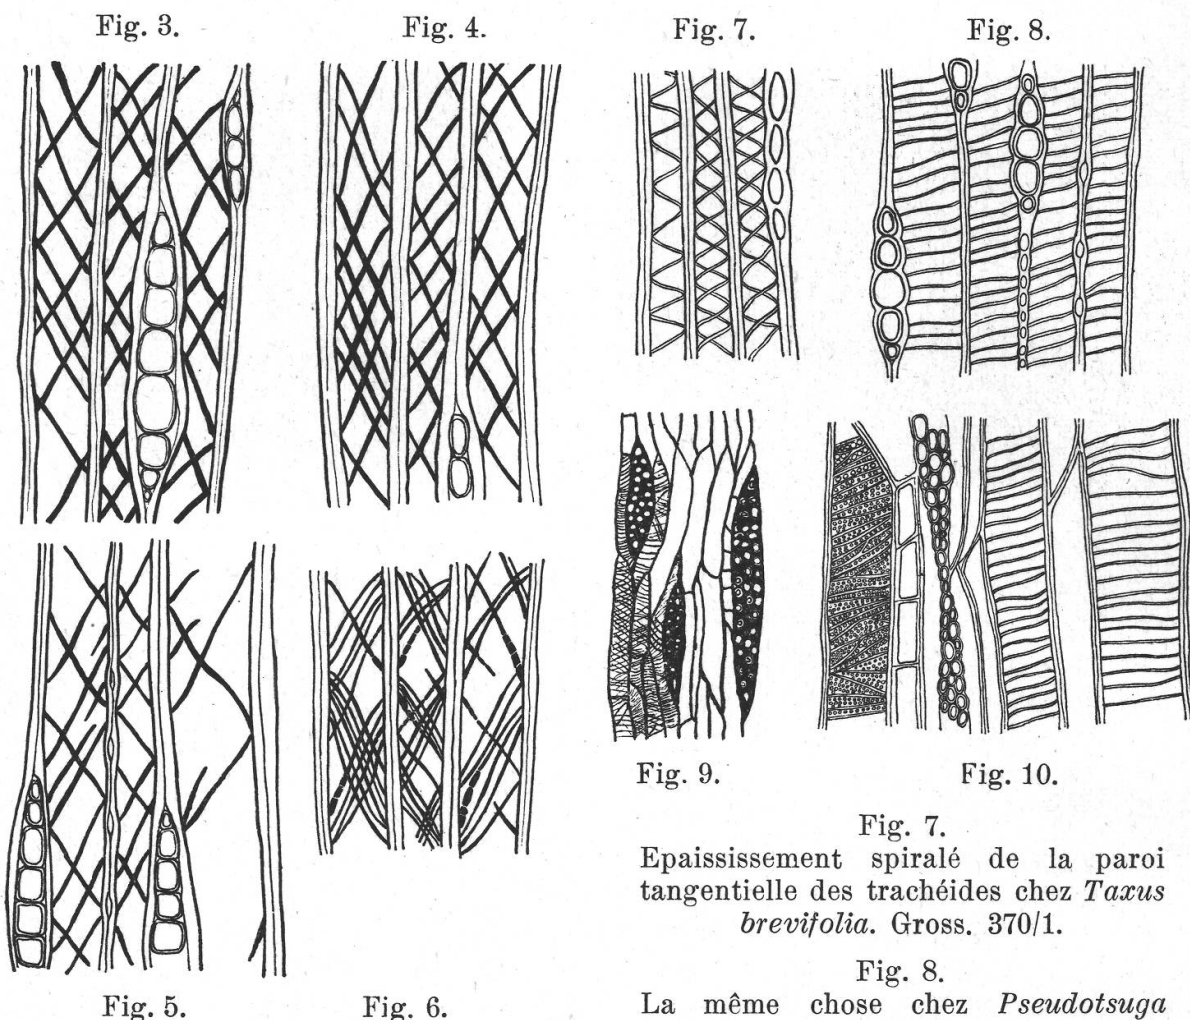 Fig. 3.
Fig. 4.
Fig. 7.
Fig. 8.
Fig. 9.
Fig. 10.
Fig. 5.
Fig. 6.
Fig. 7.
Epaississement spiralé de la paroi
tangentielle des trachéides chez Taxus
brevifolia. Gross. 370/1.
Fig. 8.
La même chose chez Pseudotsuga